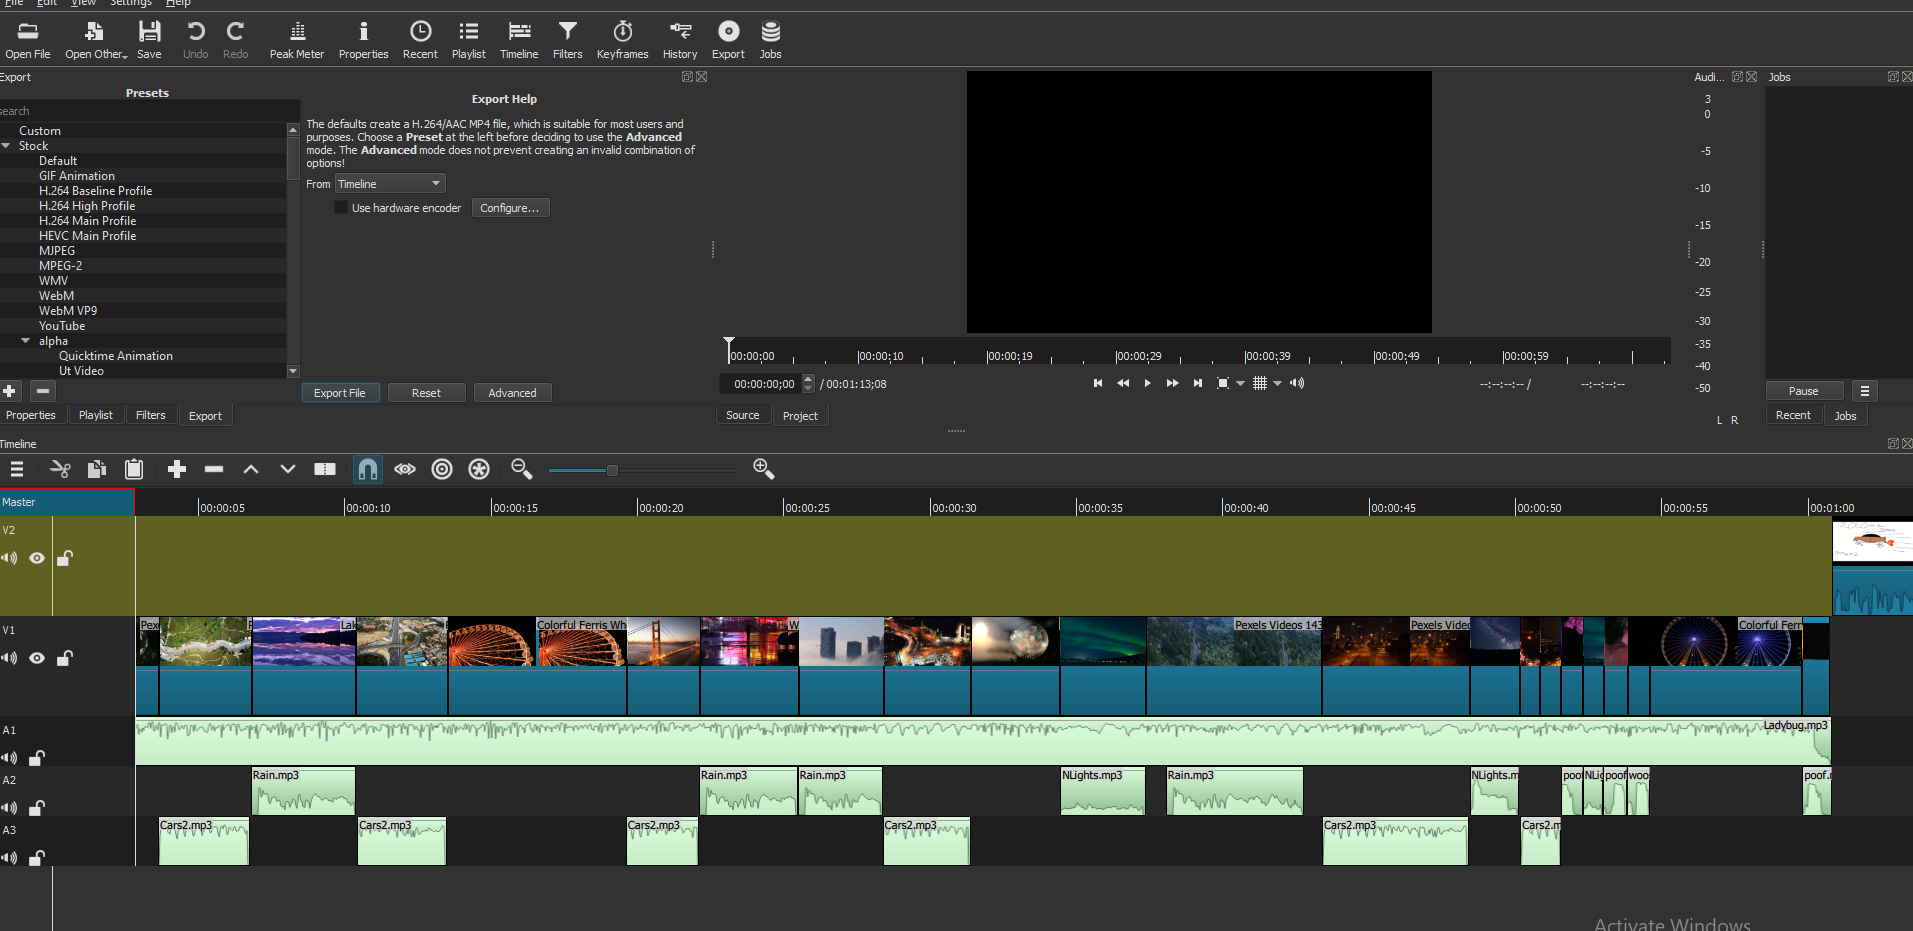 File Edit View Settings Help
Open File Open Other Save Undo Redo Peak Meter Properties Recent Playlist Timeline Filters Keyframes History Export Jobs
Export
Presets
search
Custom
Stock
Default
GIF Animation
H.264 Baseline Profile
H.264 High Profile
H.264 Main Profile
HEVC Main Profile
MJPEG
MPEG-2
WMV
WebM
WebM VP9
YouTube
alpha
Quicktime Animation
Ut Video
Export Help
The defaults create a H.264/AAC MP4 file, which is suitable for most users and
purposes. Choose a Preset at the left before deciding to use the Advanced
mode. The Advanced mode does not prevent creating an invalid combination of
options!
From Timeline
Use hardware encoder Configure...
Export File Reset Advanced
Properties Playlist Filters Export
00:00;00 00:00;10 00:00;19 00:00;29 00:00;39 00:00;49 00:00;59
00:00:00;00 / 00:01:13;08 --:--:--:-- / --:--:--:--
Source Project
Audi...
3
0
-5
-10
-15
-20
-25
-30
-35
-40
-50
L R
Jobs
Pause
Recent Jobs
Timeline
Master
00:00:05 00:00:10 00:00:15 00:00:20 00:00:25 00:00:30 00:00:35 00:00:40 00:00:45 00:00:50 00:00:55 00:01:00
V2
V1
Pex Lak Colorful Ferris Whe W Pexels Videos 143 Pexels Videc Colorful Ferr
A1
Ladybug.mp3
A2
Rain.mp3 Rain.mp3 Rain.mp3 NLights.mp3 Rain.mp3 NLights.m poof NLig poof woos poof.r
A3
Cars2.mp3 Cars2.mp3 Cars2.mp3 Cars2.mp3 Cars2.mp3 Cars2.m
Activate Windows